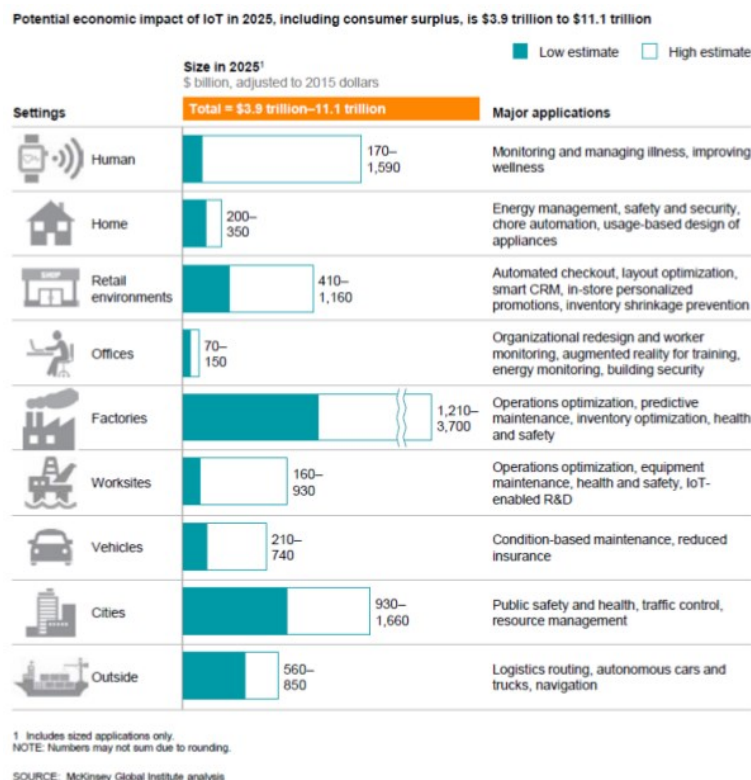 Potential economic impact of IoT in 2025, including consumer surplus, is $3.9 trillion to $11.1 trillion
Low estimate
High estimate
Size in 2025¹
$ billion, adjusted to 2015 dollars
Settings
Total = $3.9 trillion–11.1 trillion
Major applications
Human
170–
1,590
Monitoring and managing illness, improving
wellness
Home
200–
350
Energy management, safety and security,
chore automation, usage-based design of
appliances
SHOP
Retail
environments
410–
1,160
Automated checkout, layout optimization,
smart CRM, in-store personalized
promotions, inventory shrinkage prevention
Offices
70–
150
Organizational redesign and worker
monitoring, augmented reality for training,
energy monitoring, building security
Factories
1,210–
3,700
Operations optimization, predictive
maintenance, inventory optimization, health
and safety
Worksites
160–
930
Operations optimization, equipment
maintenance, health and safety, IoT-
enabled R&D
Vehicles
210–
740
Condition-based maintenance, reduced
insurance
Cities
930–
1,660
Public safety and health, traffic control,
resource management
Outside
560–
850
Logistics routing, autonomous cars and
trucks, navigation
1 Includes sized applications only.
NOTE: Numbers may not sum due to rounding.
SOURCE: McKinsey Global Institute analysis